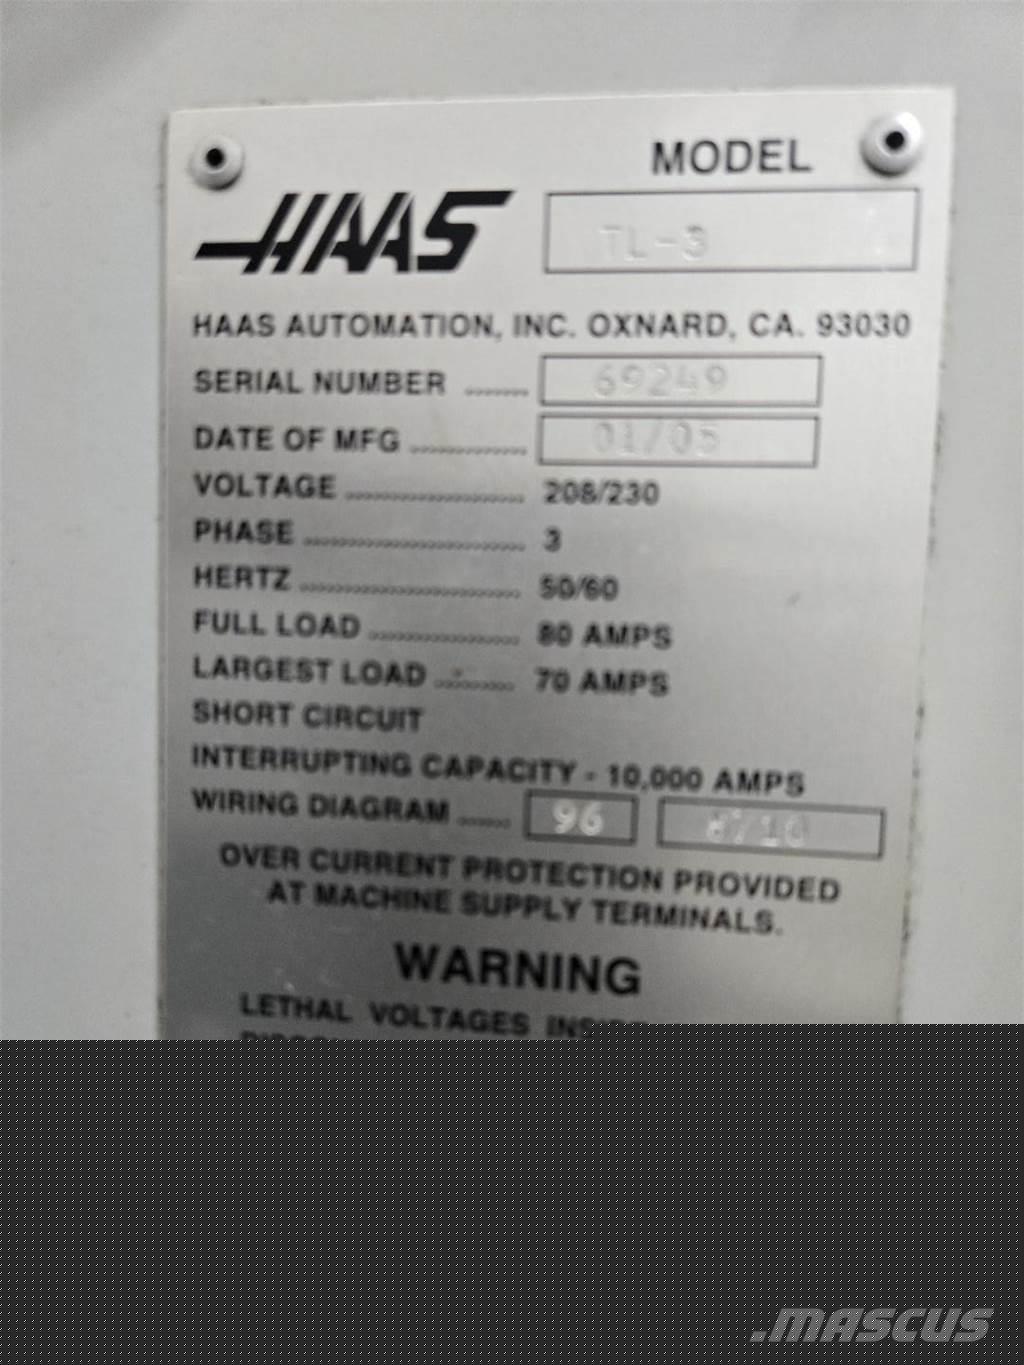 MODEL
HAAS TL-3
HAAS AUTOMATION, INC. OXNARD, CA. 93030
SERIAL NUMBER ........ 69249
DATE OF MFG .............. 01/05
VOLTAGE ...................... 208/230
PHASE ........................... 3
HERTZ ........................... 50/60
FULL LOAD .................. 80 AMPS
LARGEST LOAD .......... 70 AMPS
SHORT CIRCUIT
INTERRUPTING CAPACITY - 10,000 AMPS
WIRING DIAGRAM ....... 96
OVER CURRENT PROTECTION PROVIDED
AT MACHINE SUPPLY TERMINALS.
WARNING
LETHAL VOLTAGES
.MASCUS